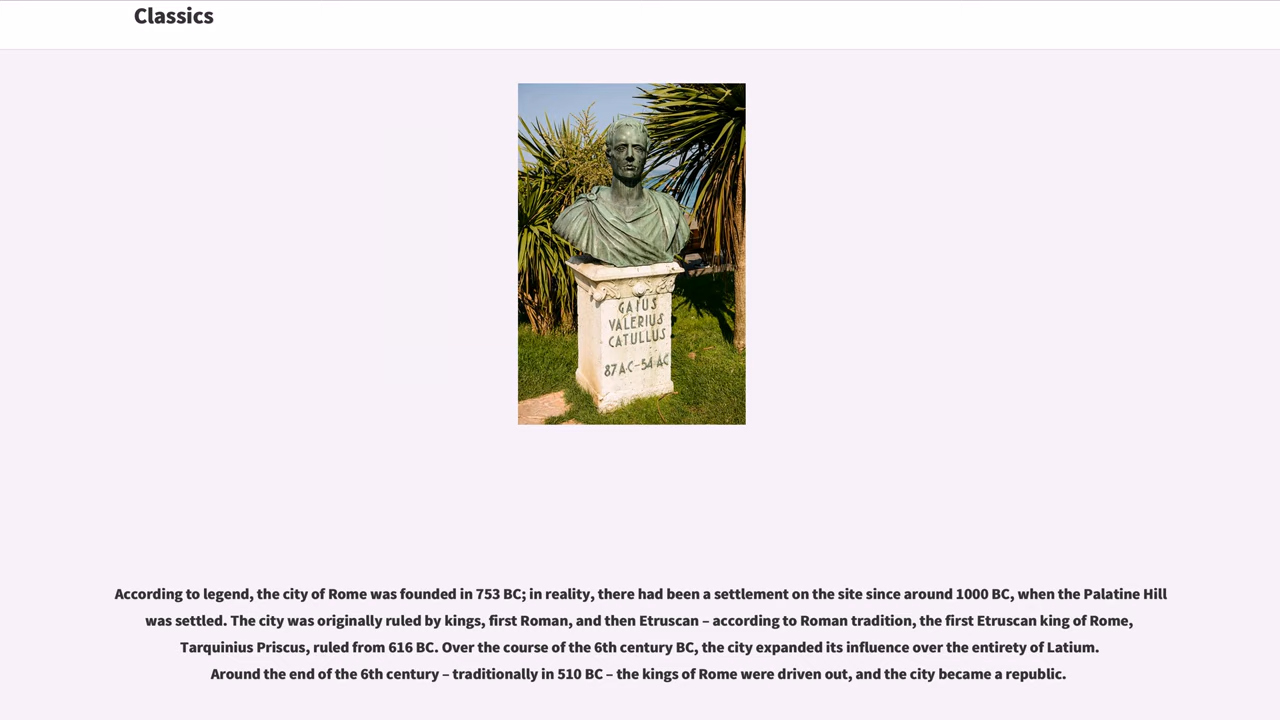 Classics
GAIUS
VALERIUS
CATULLUS
87 A.C-54 AC
According to legend, the city of Rome was founded in 753 BC; in reality, there had been a settlement on the site since around 1000 BC, when the Palatine Hill
was settled. The city was originally ruled by kings, first Roman, and then Etruscan – according to Roman tradition, the first Etruscan king of Rome,
Tarquinius Priscus, ruled from 616 BC. Over the course of the 6th century BC, the city expanded its influence over the entirety of Latium.
Around the end of the 6th century – traditionally in 510 BC – the kings of Rome were driven out, and the city became a republic.